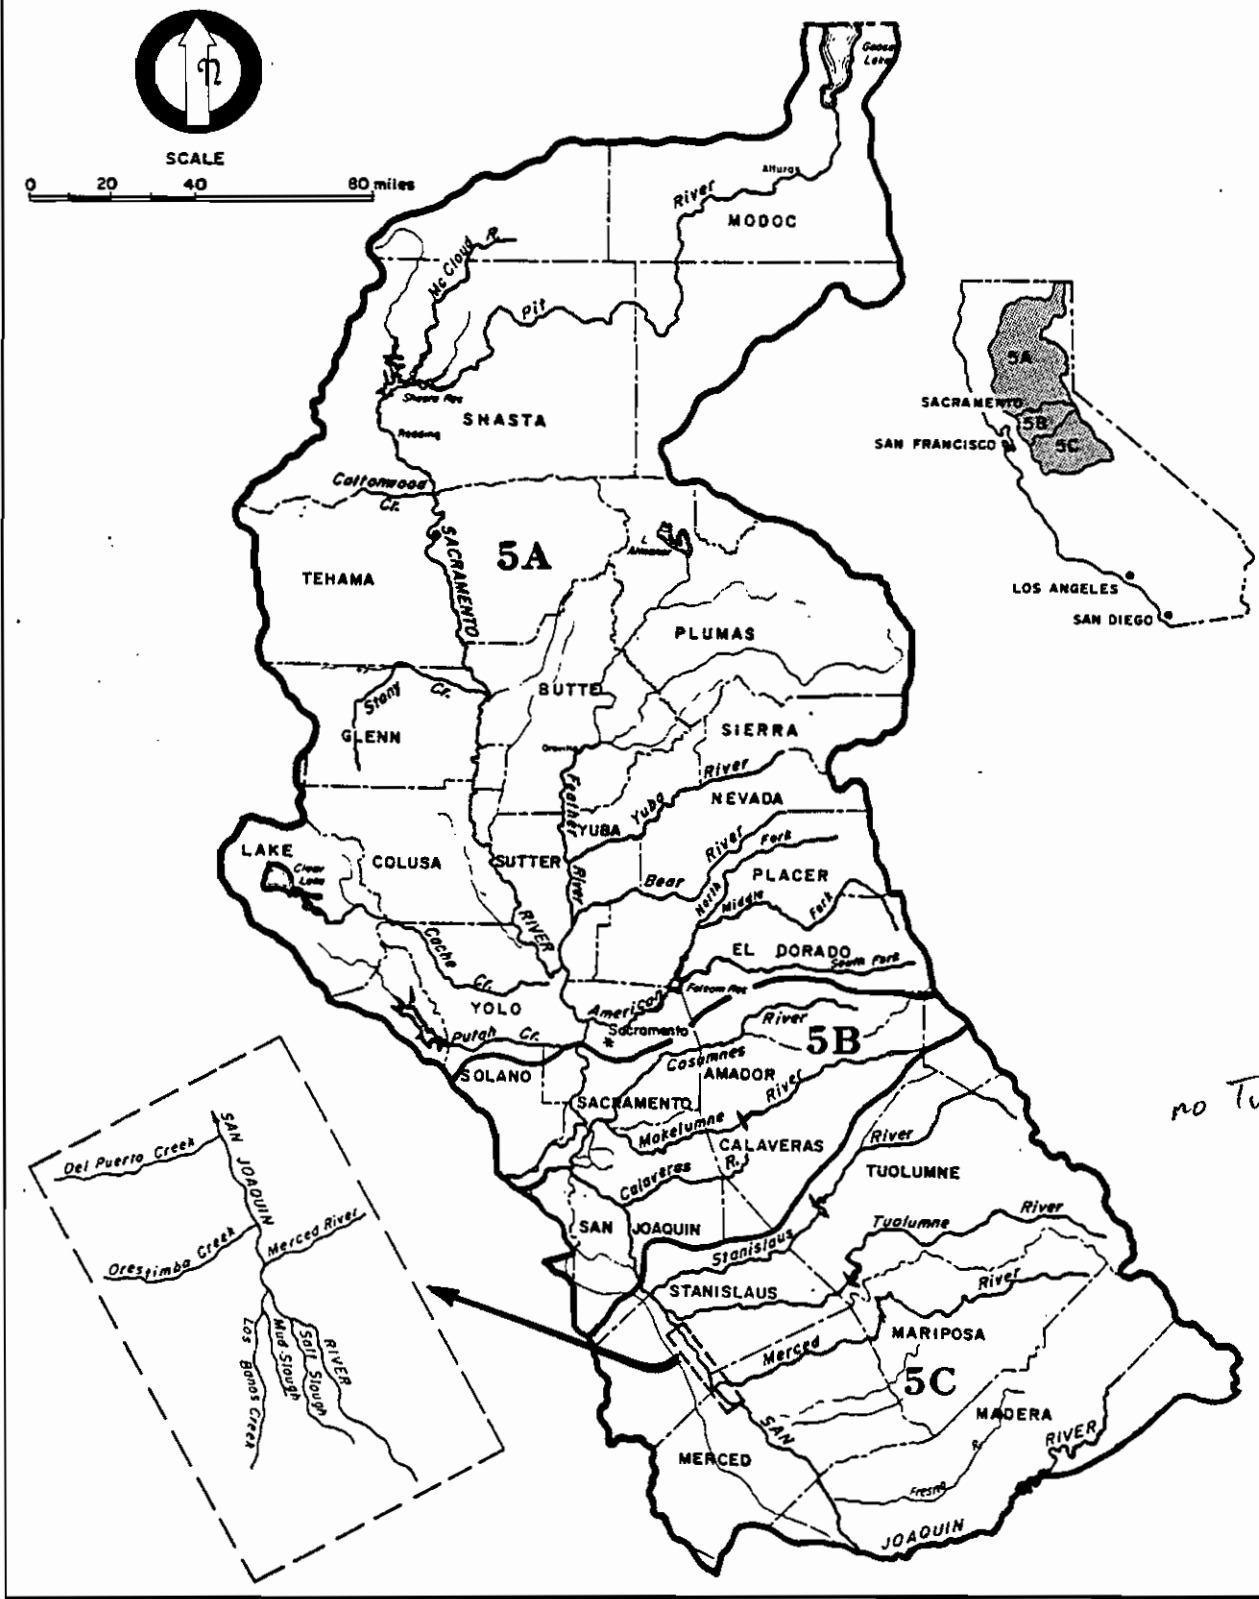 n
SCALE
0 20 40 80 miles
Goose
Lake
Alturas
River
MODOC
McCloud R.
Pit
Shasta Res
SHASTA
Redding
Cottonwood
Cr.
SACRAMENTO
5A
L
Almanor
TEHAMA
PLUMAS
Stony Cr.
BUTTE
GLENN
SIERRA
Oroville
Feather
River
Yuba River
NEVADA
YUBA
LAKE
Clear
Lake
COLUSA
SUTTER
Bear River
North Fork
PLACER
Middle Fork
RIVER
EL DORADO
South Fork
Cache
Cr.
Folsom Res
YOLO
American
Sacramento
*
Putah Cr.
River
5B
Cosumnes
SOLANO
AMADOR
River
SACRAMENTO
Mokelumne
CALAVERAS
Calaveras R.
River
TUOLUMNE
SAN JOAQUIN
Stanislaus
Tuolumne River
STANISLAUS
River
MARIPOSA
Merced
5C
SAN
MADERA
R.
RIVER
MERCED
Fresno
JOAQUIN
5A
SACRAMENTO
5B
SAN FRANCISCO
5C
LOS ANGELES
SAN DIEGO
no
SAN JOAQUIN
Del Puerto Creek
Merced River
Orestimba Creek
RIVER
Salt Slough
Mud Slough
Los Banos Creek